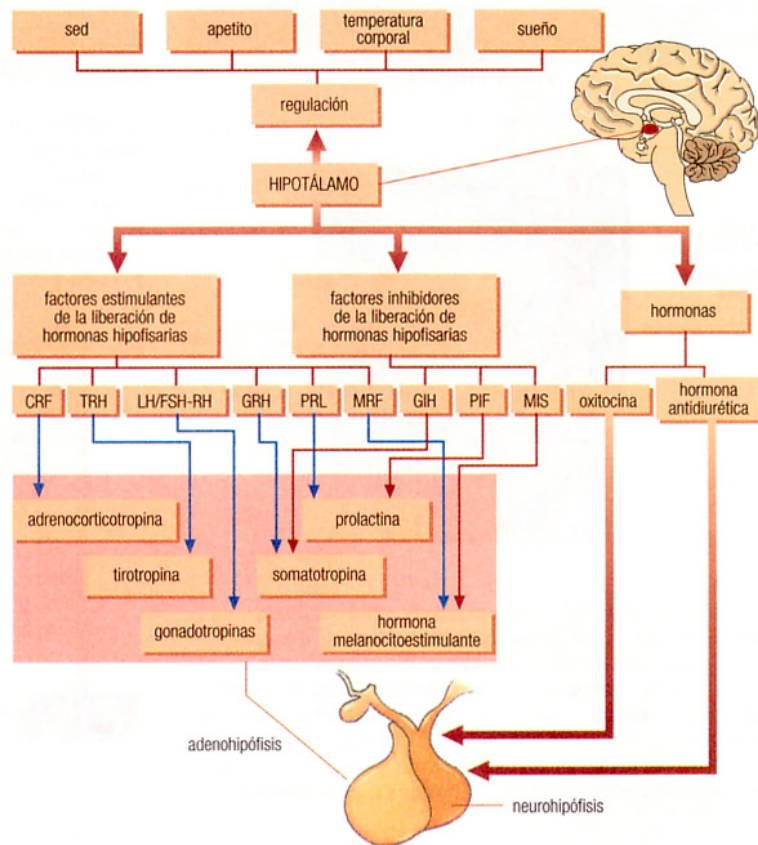 sed
apetito
temperatura
corporal
sueño
regulación
HIPOTÁLAMO
factores estimulantes
de la liberación de
hormonas hipofisarias
factores inhibidores
de la liberación de
hormonas hipofisarias
hormonas
CRF
TRH
LH/FSH-RH
GRH
PRL
MRF
GIH
PIF
MIS
oxitocina
hormona
antidiurética
adrenocorticotropina
prolactina
tirotropina
somatotropina
gonadotropinas
hormona
melanocitoestimulante
adenohipófisis
neurohipófisis